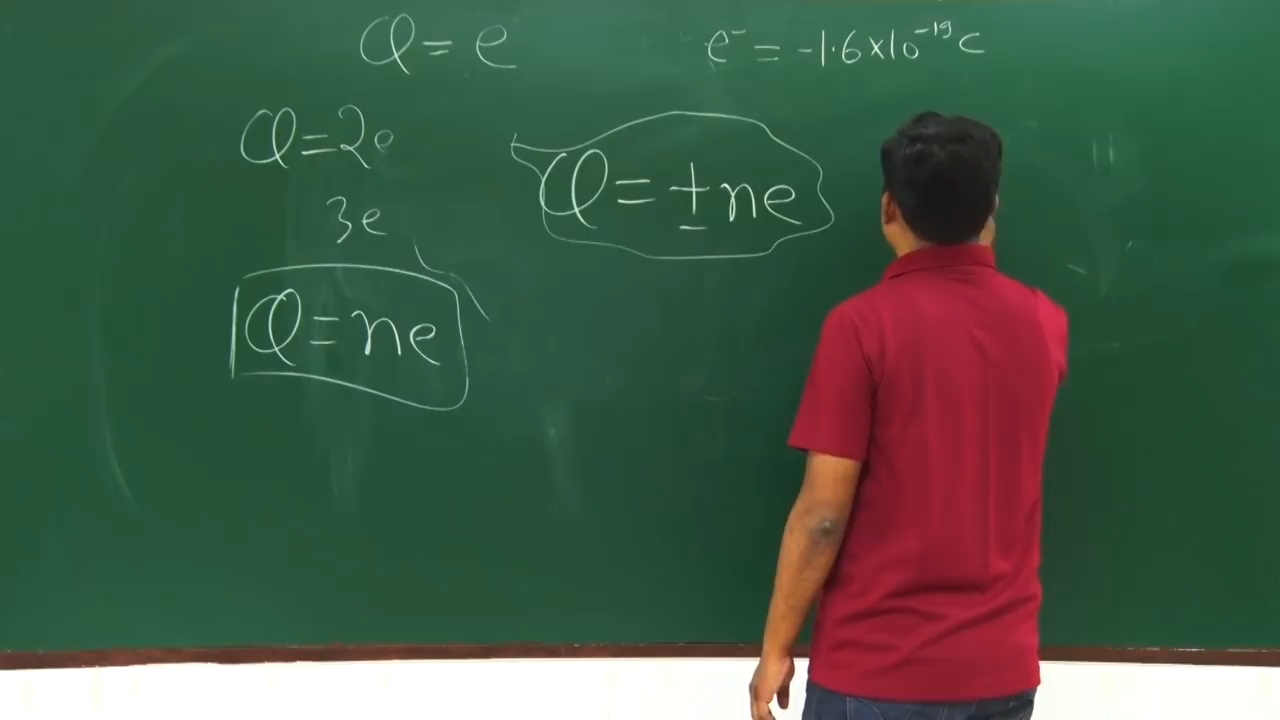 Q = e
e⁻ = -1.6×10⁻¹⁹ C
Q = 2e
3e
Q = ne
Q = ±ne